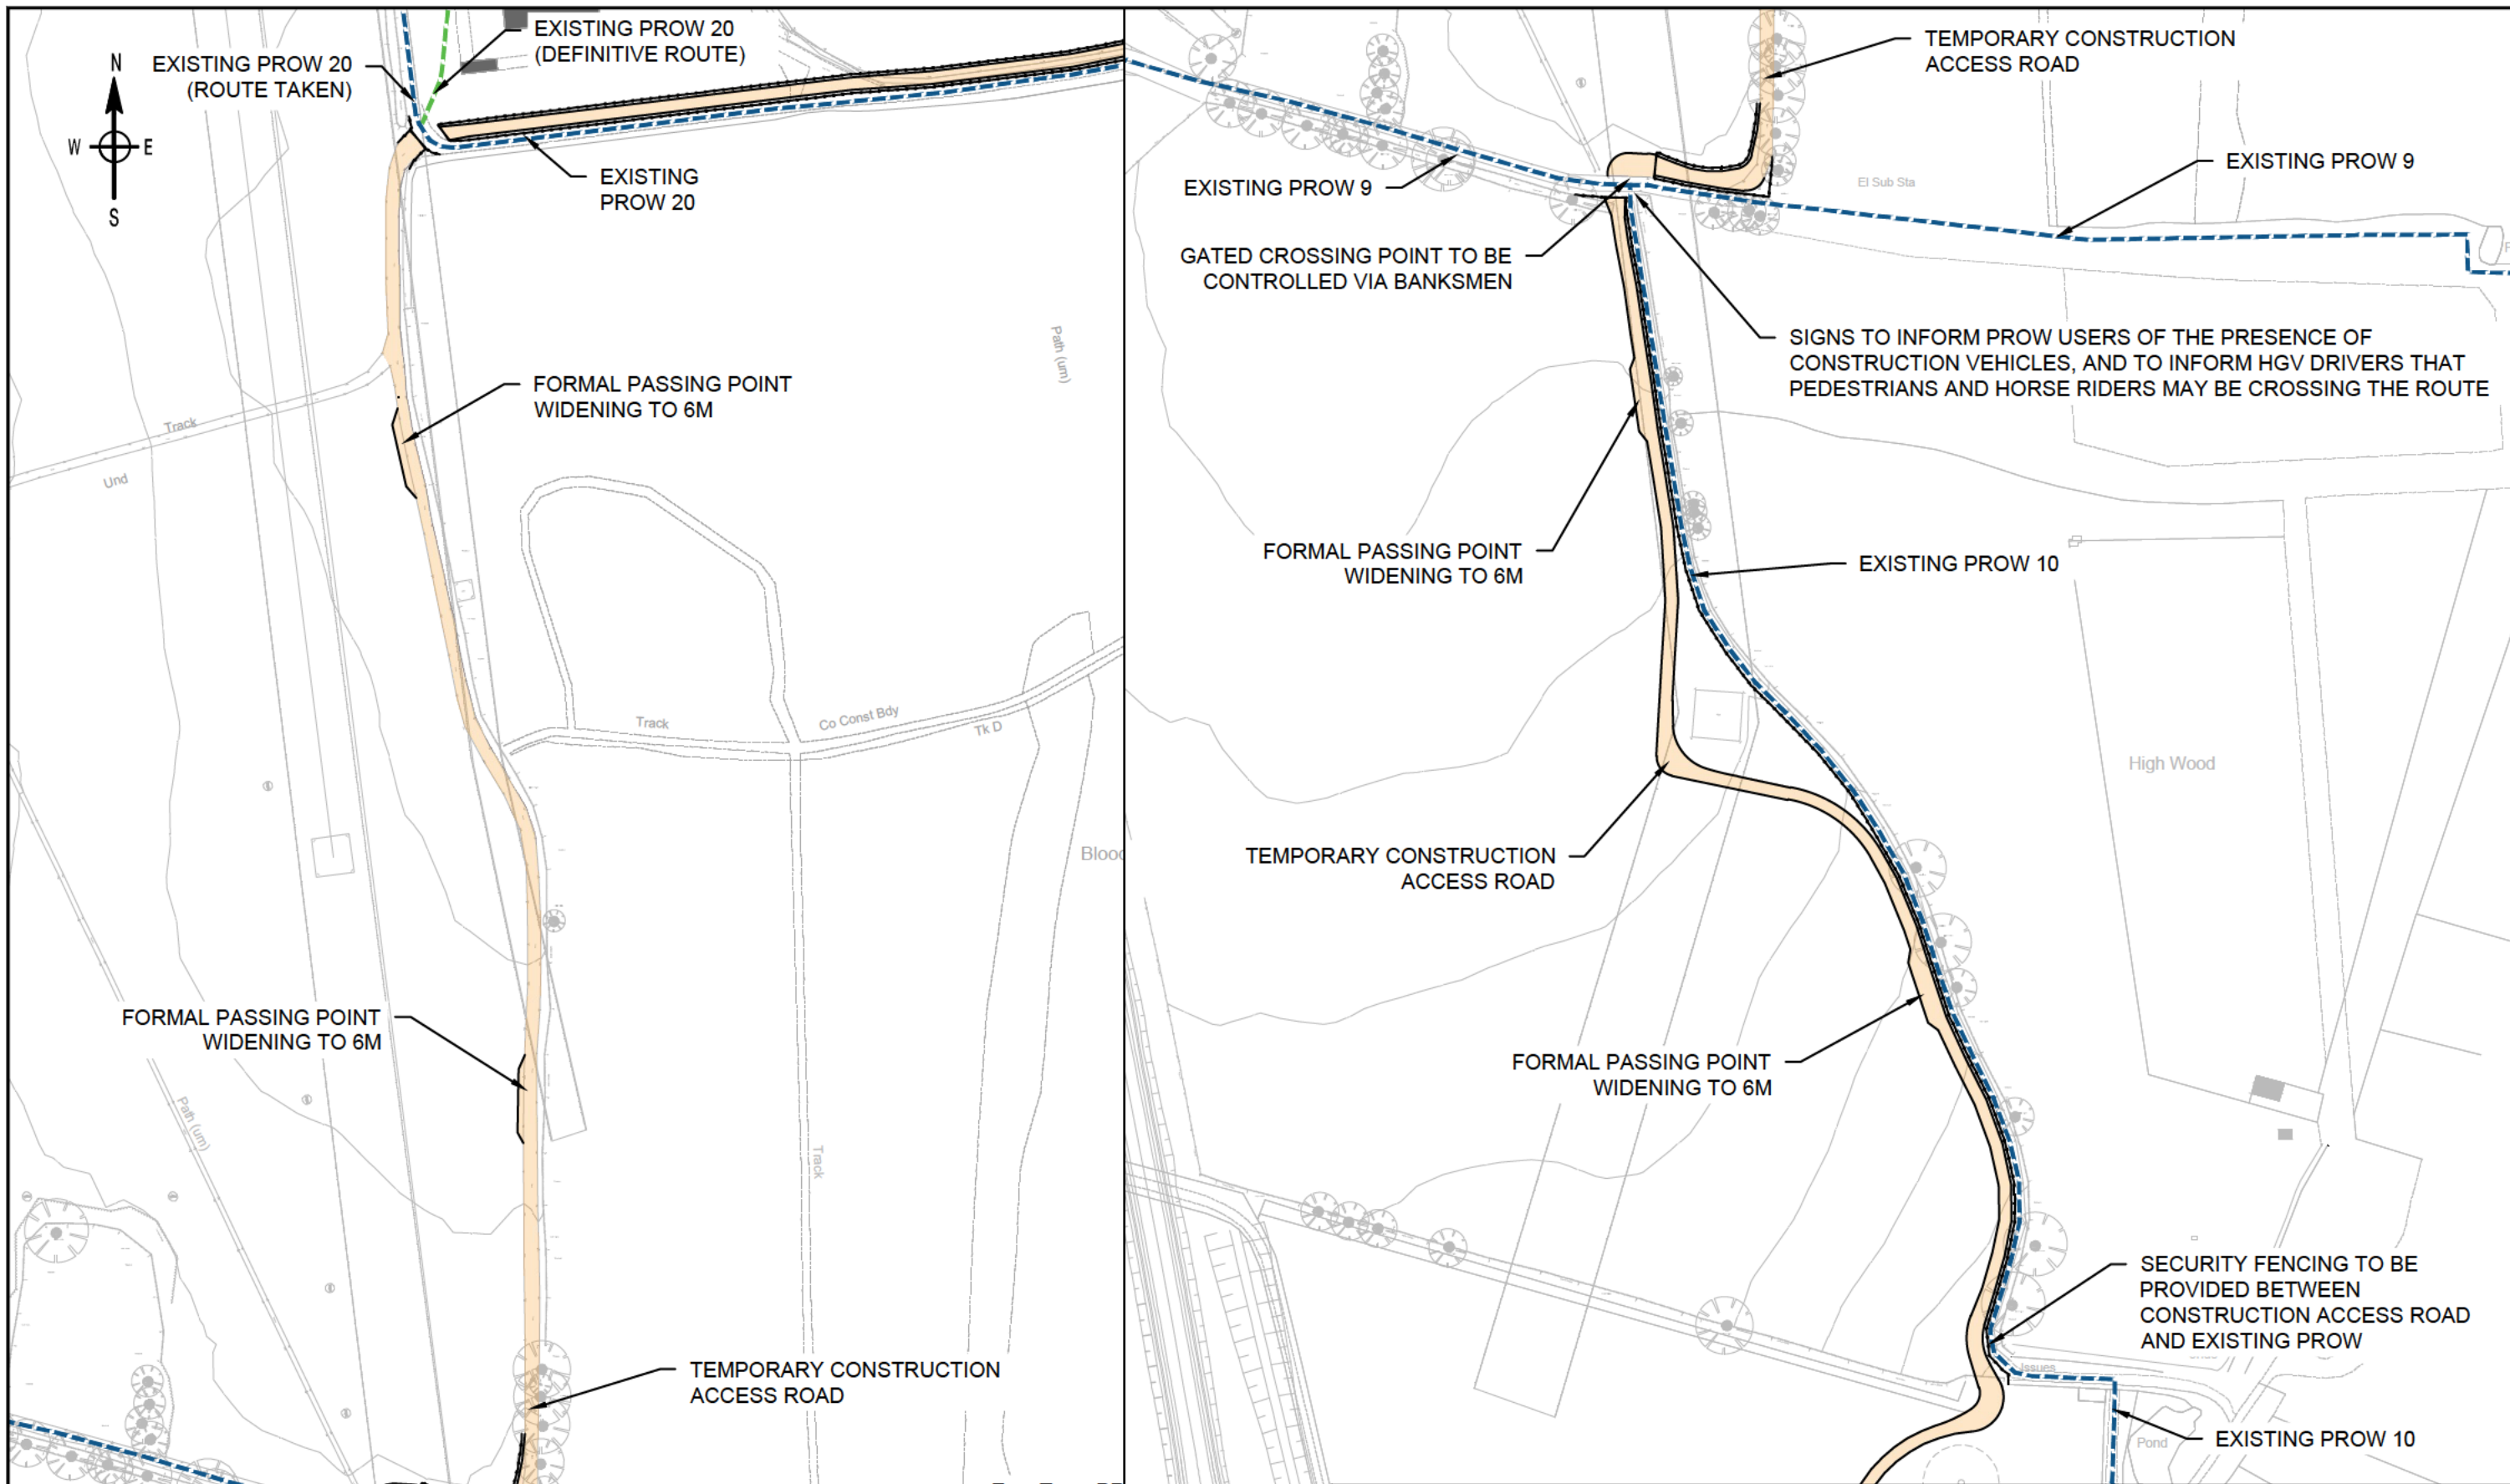 EXISTING PROW 20
(DEFINITIVE ROUTE)
EXISTING PROW 20
(ROUTE TAKEN)
N
W
E
S
EXISTING
PROW 20
Path (um)
FORMAL PASSING POINT
WIDENING TO 6M
Track
Und
Track
Co Const Bdy
Tk D
FORMAL PASSING POINT
WIDENING TO 6M
Path (um)
Track
TEMPORARY CONSTRUCTION
ACCESS ROAD
TEMPORARY CONSTRUCTION
ACCESS ROAD
EXISTING PROW 9
EXISTING PROW 9
El Sub Sta
GATED CROSSING POINT TO BE
CONTROLLED VIA BANKSMEN
SIGNS TO INFORM PROW USERS OF THE PRESENCE OF
CONSTRUCTION VEHICLES, AND TO INFORM HGV DRIVERS THAT
PEDESTRIANS AND HORSE RIDERS MAY BE CROSSING THE ROUTE
FORMAL PASSING POINT
WIDENING TO 6M
EXISTING PROW 10
High Wood
TEMPORARY CONSTRUCTION
ACCESS ROAD
FORMAL PASSING POINT
WIDENING TO 6M
SECURITY FENCING TO BE
PROVIDED BETWEEN
CONSTRUCTION ACCESS ROAD
AND EXISTING PROW
Issues
Pond
EXISTING PROW 10